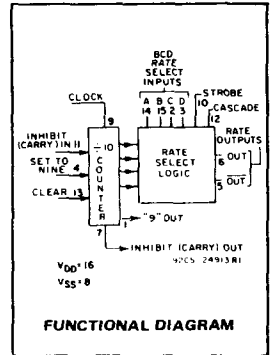 BCD
RATE
SELECT
INPUTS
STROBE
CASCADE
CLOCK
A B C D
14 15 2 3
10
12
9
RATE
OUTPUTS
INHIBIT
(CARRY) IN 11
SET TO
NINE 4
CLEAR 13
÷ 10
COUNTER
RATE
SELECT
LOGIC
6 OUT
5 OUT
1 "9" OUT
7
INHIBIT (CARRY) OUT
92CS-24913R1
VDD = 16
VSS = 8
FUNCTIONAL DIAGRAM